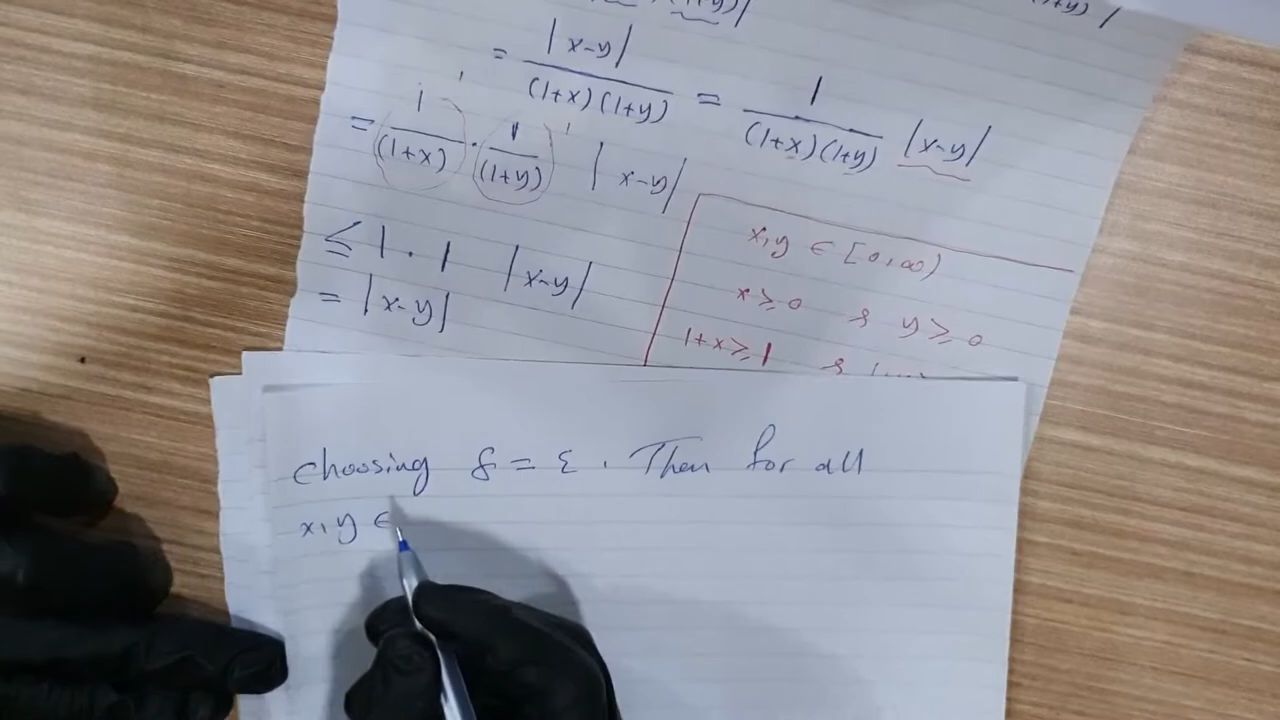 = |x-y| / (1+x)(1+y) = 1 / (1+x)(1+y) |x-y|
= 1 / (1+x) · 1 / (1+y) |x-y|
≤ 1 . 1 |x-y|
= |x-y|
x,y ∈ [0,∞)
x ≥ 0 & y ≥ 0
1+x ≥ 1 &
choosing δ = ε . Then for all
x, y ∈